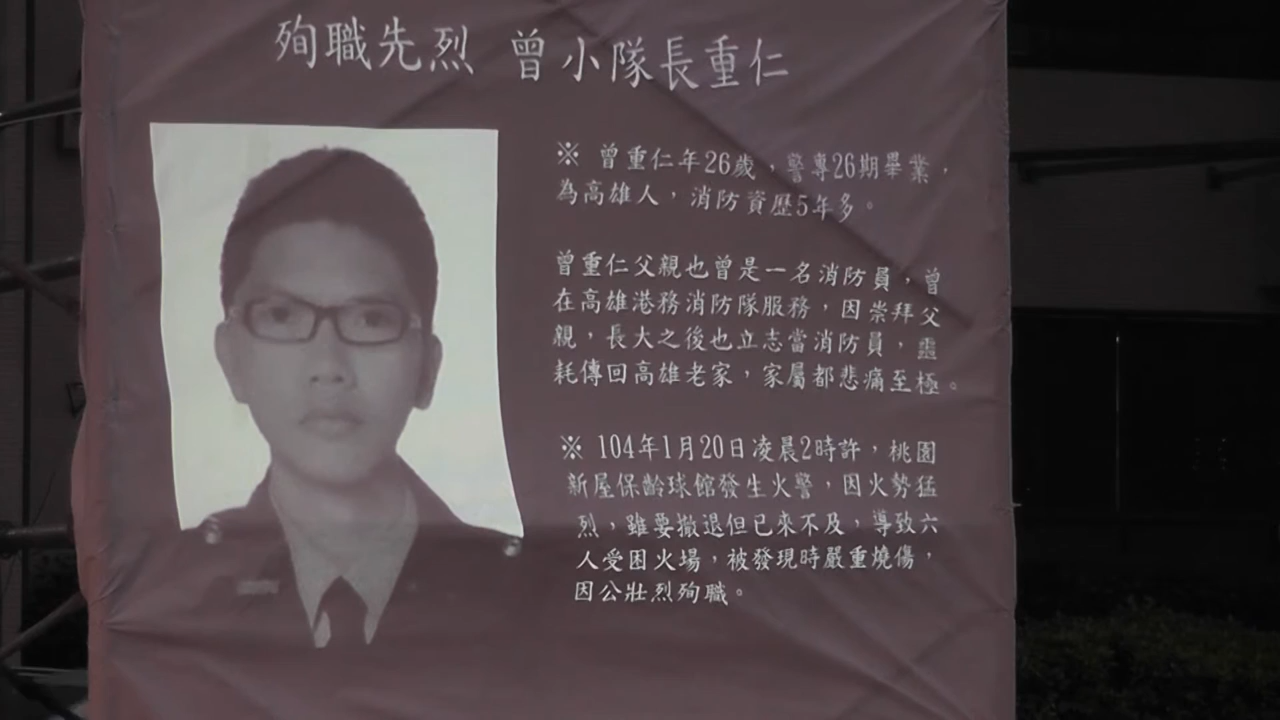 殉職先烈 曾小隊長重仁
※ 曾重仁年26歲，警專26期畢業，
為高雄人，消防資歷5年多。
曾重仁父親也曾是一名消防員，曾
在高雄港務消防隊服務，因崇拜父
親，長大之後也立志當消防員，噩
耗傳回高雄老家，家屬都悲痛至極。
※ 104年1月20日凌晨2時許，桃園
新屋保齡球館發生火警，因火勢猛
烈，雖要撤退但已來不及，導致六
人受困火場，被發現時嚴重燒傷，
因公壯烈殉職。